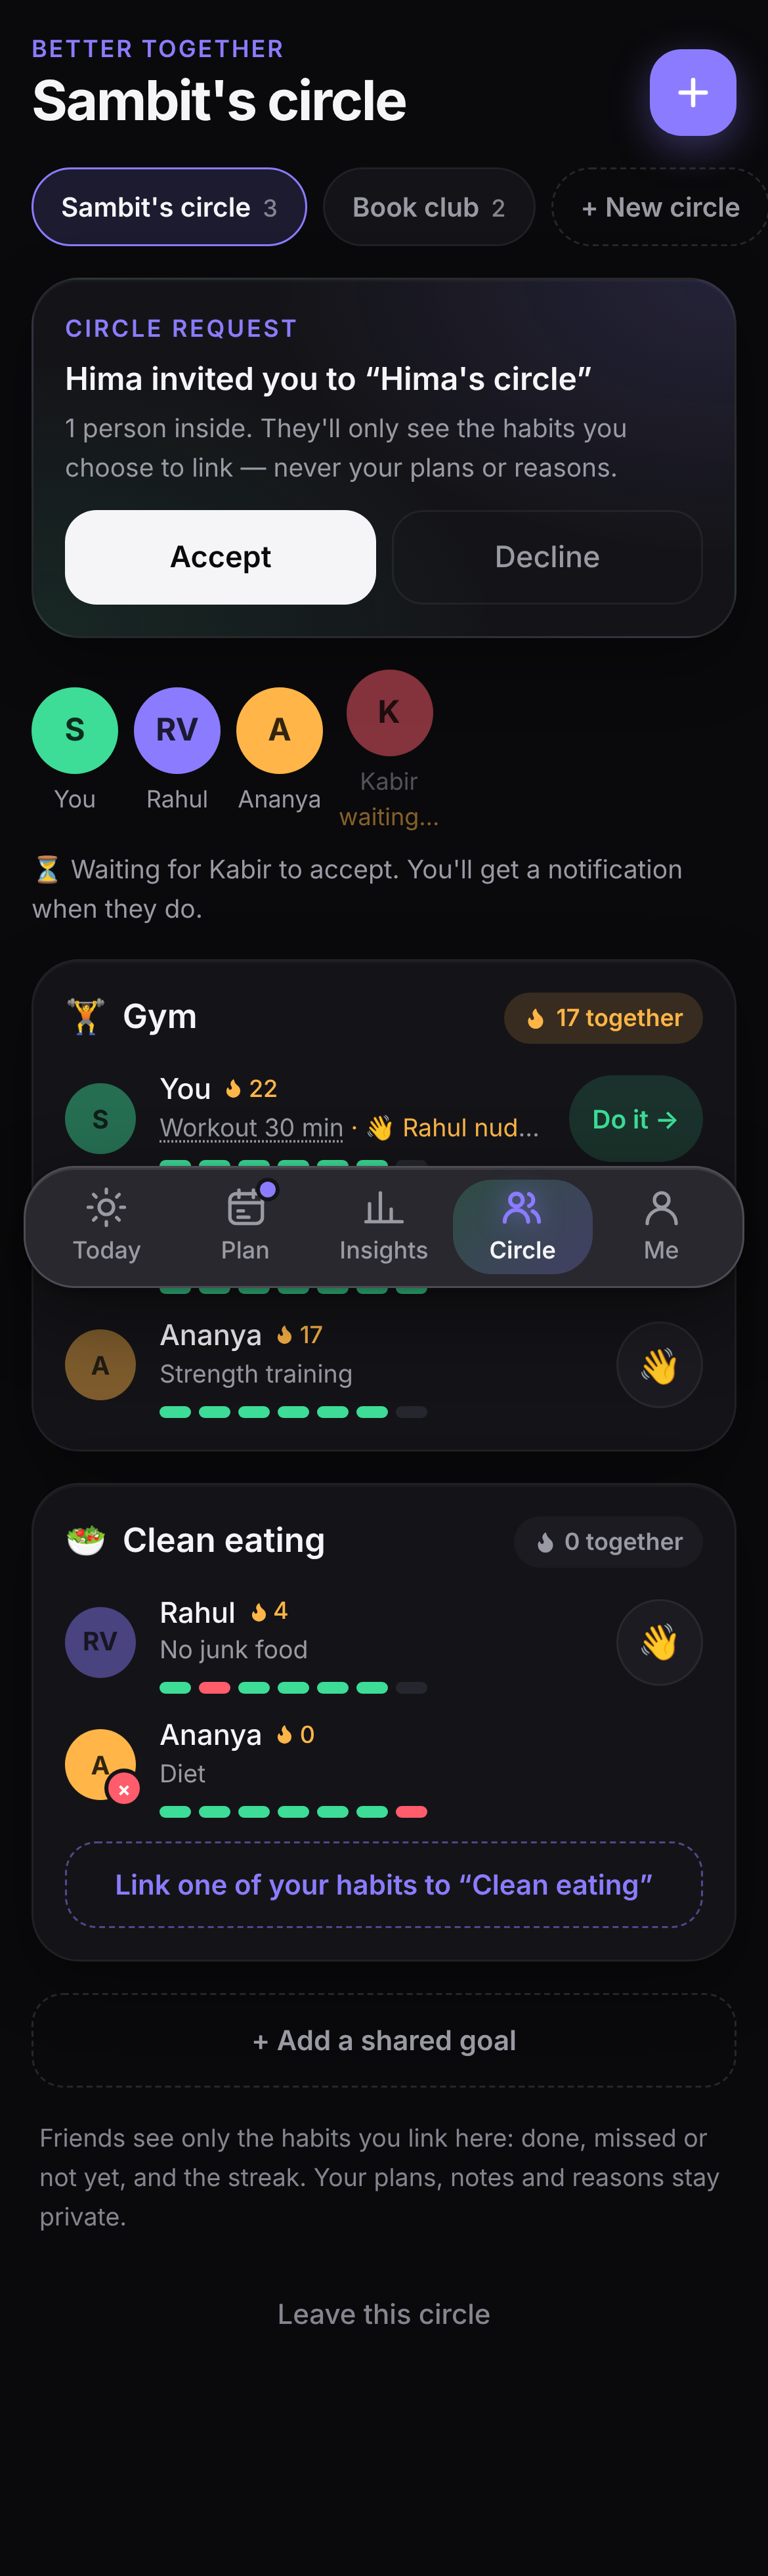 BETTER TOGETHER
Sambit's circle
+
Sambit's circle 3
Book club 2
+ New circle
CIRCLE REQUEST
Hima invited you to “Hima's circle”
1 person inside. They'll only see the habits you
choose to link — never your plans or reasons.
Accept
Decline
S
RV
A
K
You
Rahul
Ananya
Kabir
waiting...
⏳ Waiting for Kabir to accept. You'll get a notification
when they do.
🏋️ Gym
🔥 17 together
S
You 🔥 22
Workout 30 min · 👋 Rahul nud...
Do it →
Today
Plan
Insights
Circle
Me
A
Ananya 🔥 17
Strength training
👋
🥗 Clean eating
🔥 0 together
RV
Rahul 🔥 4
No junk food
👋
A
×
Ananya 🔥 0
Diet
Link one of your habits to “Clean eating”
+ Add a shared goal
Friends see only the habits you link here: done, missed or
not yet, and the streak. Your plans, notes and reasons stay
private.
Leave this circle